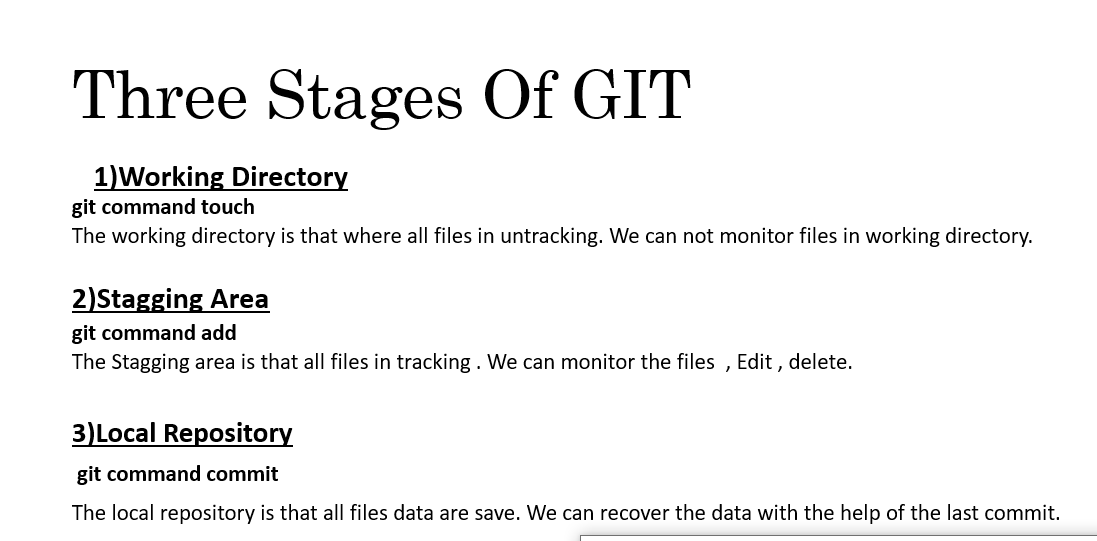 Three Stages Of GIT
1)Working Directory
git command touch
The working directory is that where all files in untracking. We can not monitor files in working directory.
2)Stagging Area
git command add
The Stagging area is that all files in tracking . We can monitor the files  , Edit , delete.
3)Local Repository
git command commit
The local repository is that all files data are save. We can recover the data with the help of the last commit.